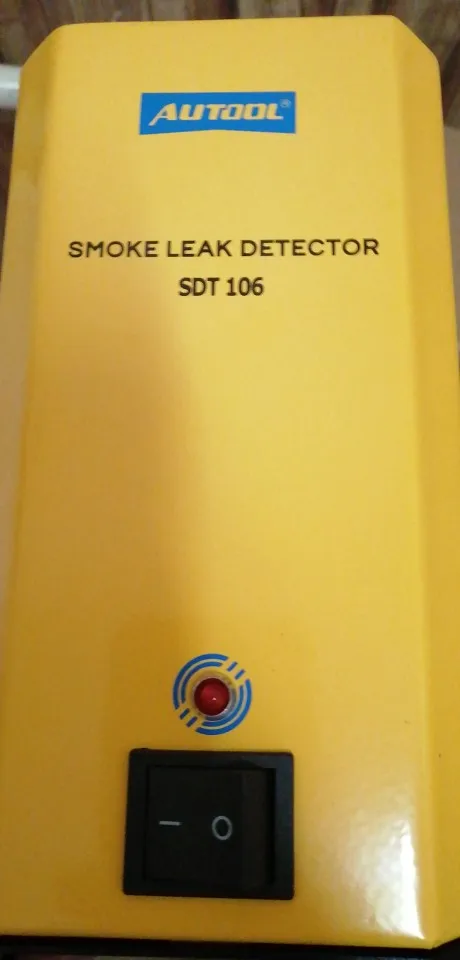 AUTOOL®
SMOKE LEAK DETECTOR
SDT 106
I O